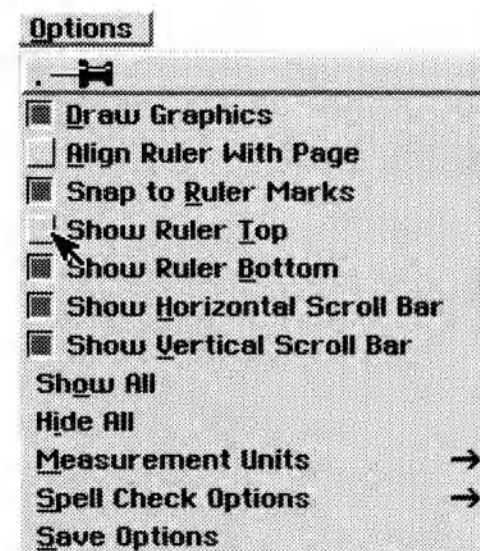 Options
Draw Graphics
Align Ruler With Page
Snap to Ruler Marks
Show Ruler Top
Show Ruler Bottom
Show Horizontal Scroll Bar
Show Vertical Scroll Bar
Show All
Hide All
Measurement Units
Spell Check Options
Save Options